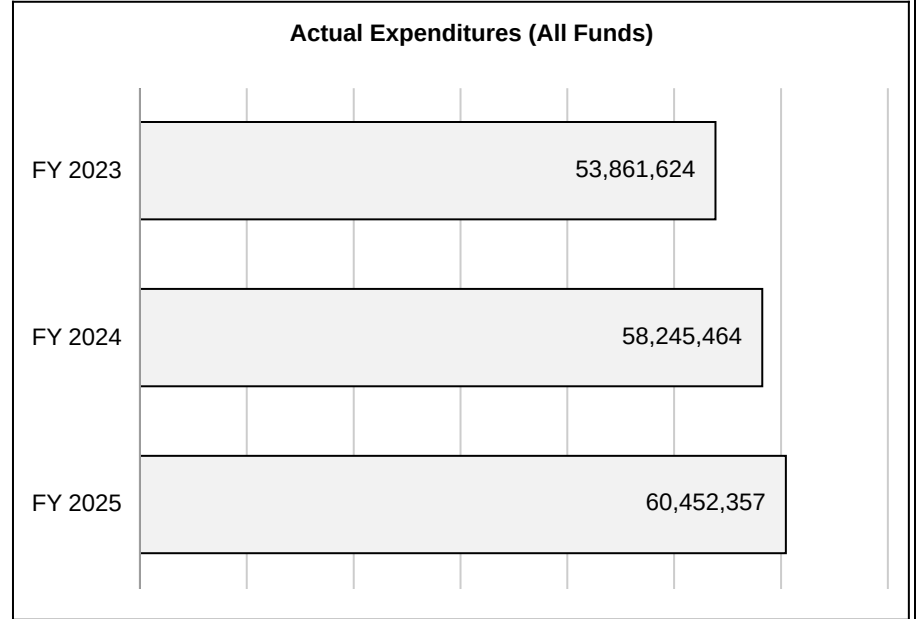 Actual Expenditures (All Funds)
FY 2023
53,861,624
FY 2024
58,245,464
FY 2025
60,452,357